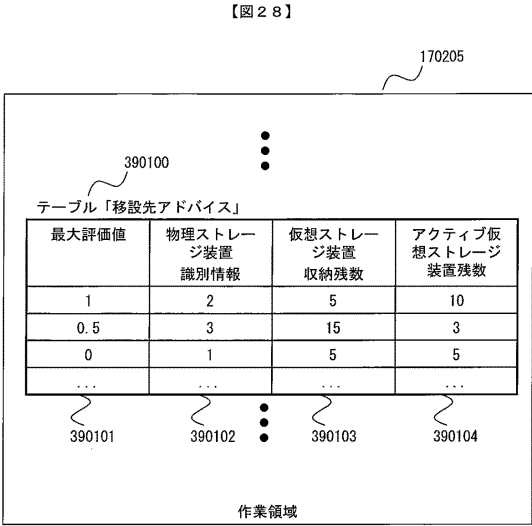 【図２８】
170205
390100
テーブル「移設先アドバイス」
最大評価値 物理ストレー 仮想ストレー アクティブ仮
ジ装置 ジ装置 想ストレージ
識別情報 収納残数 装置残数
1 2 5 10
0.5 3 15 3
0 1 5 5
... ... ... ...
390101 390102 390103 390104
作業領域